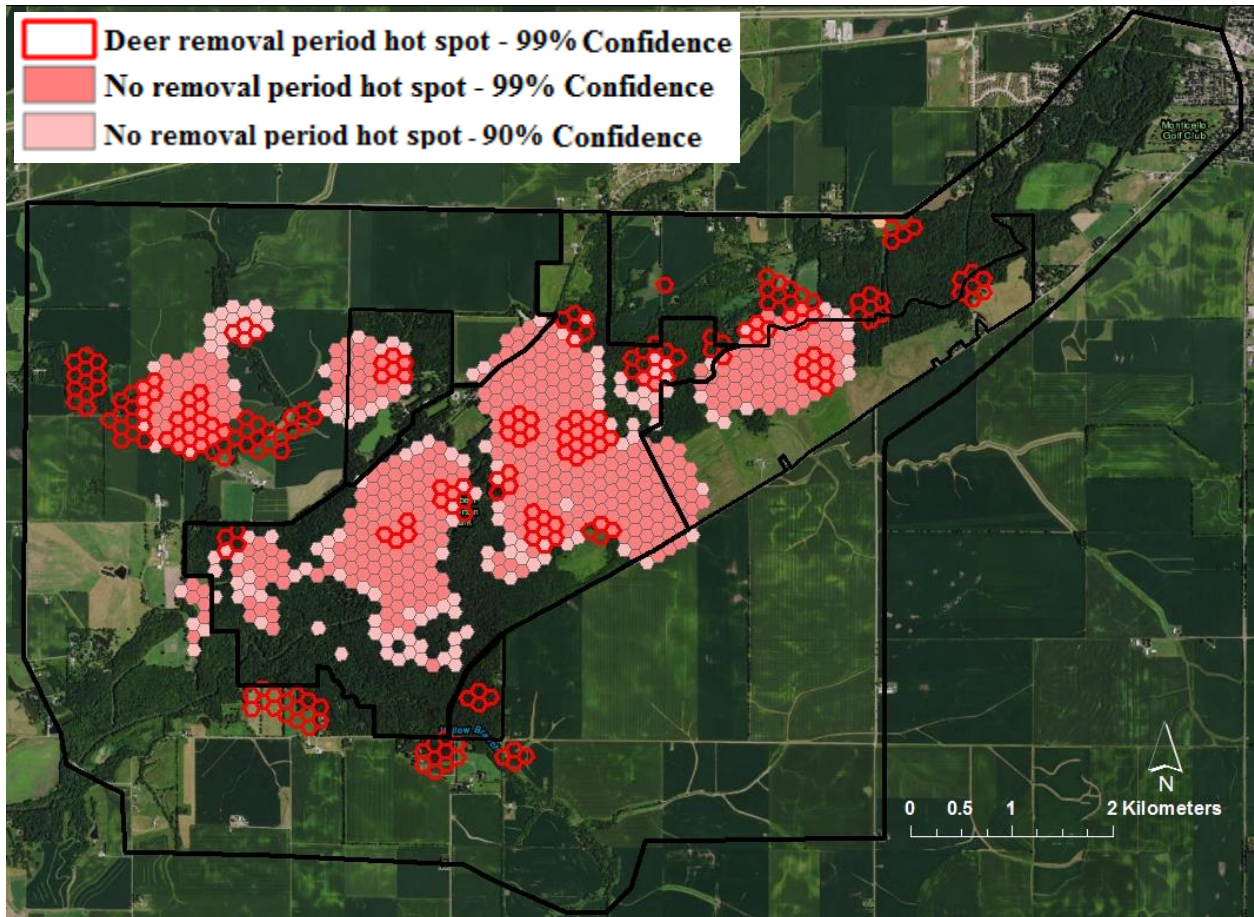 Deer removal period hot spot - 99% Confidence
No removal period hot spot - 99% Confidence
No removal period hot spot - 90% Confidence
Monticello
Golf Club
N
0 0.5 1 2 Kilometers